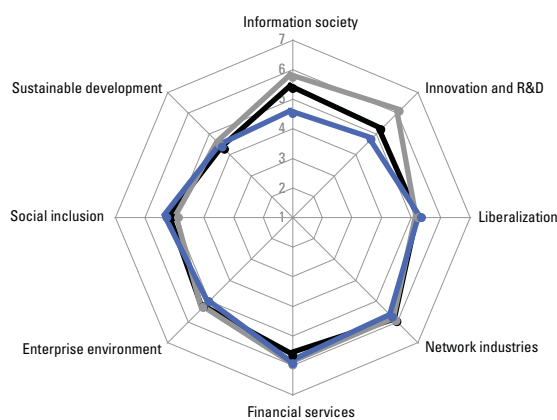 Information society
7
6
5
4
3
2
1
Sustainable development
Innovation and R&D
Social inclusion
Liberalization
Enterprise environment
Network industries
Financial services